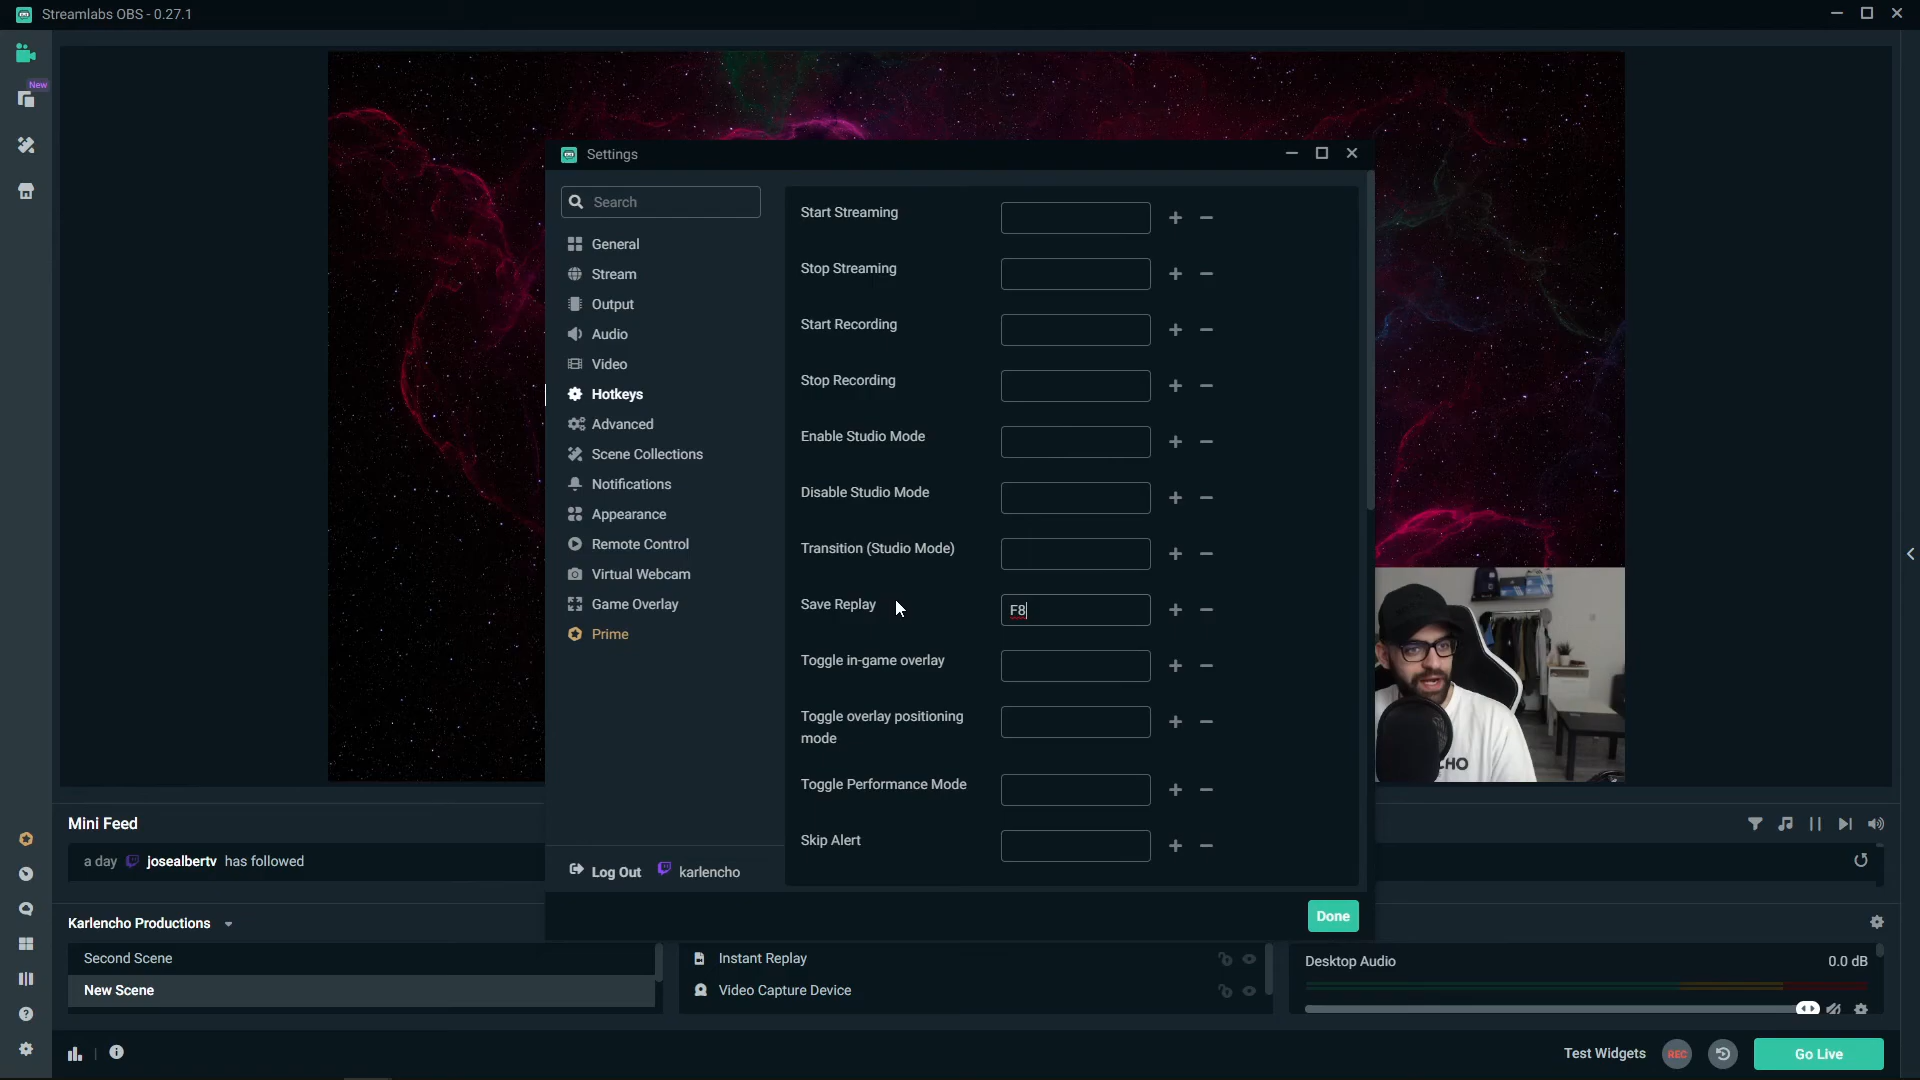 Streamlabs OBS - 0.27.1
New
Settings
Search
General
Stream
Output
Audio
Video
Hotkeys
Advanced
Scene Collections
Notifications
Appearance
Remote Control
Virtual Webcam
Game Overlay
Prime
Log Out karlencho
Start Streaming
Stop Streaming
Start Recording
Stop Recording
Enable Studio Mode
Disable Studio Mode
Transition (Studio Mode)
Save Replay F8
Toggle in-game overlay
Toggle overlay positioning
mode
Toggle Performance Mode
Skip Alert
Done
CHO
Mini Feed
a day josealbertv has followed
Karlencho Productions
Second Scene
New Scene
Instant Replay
Video Capture Device
Desktop Audio 0.0 dB
Test Widgets REC Go Live